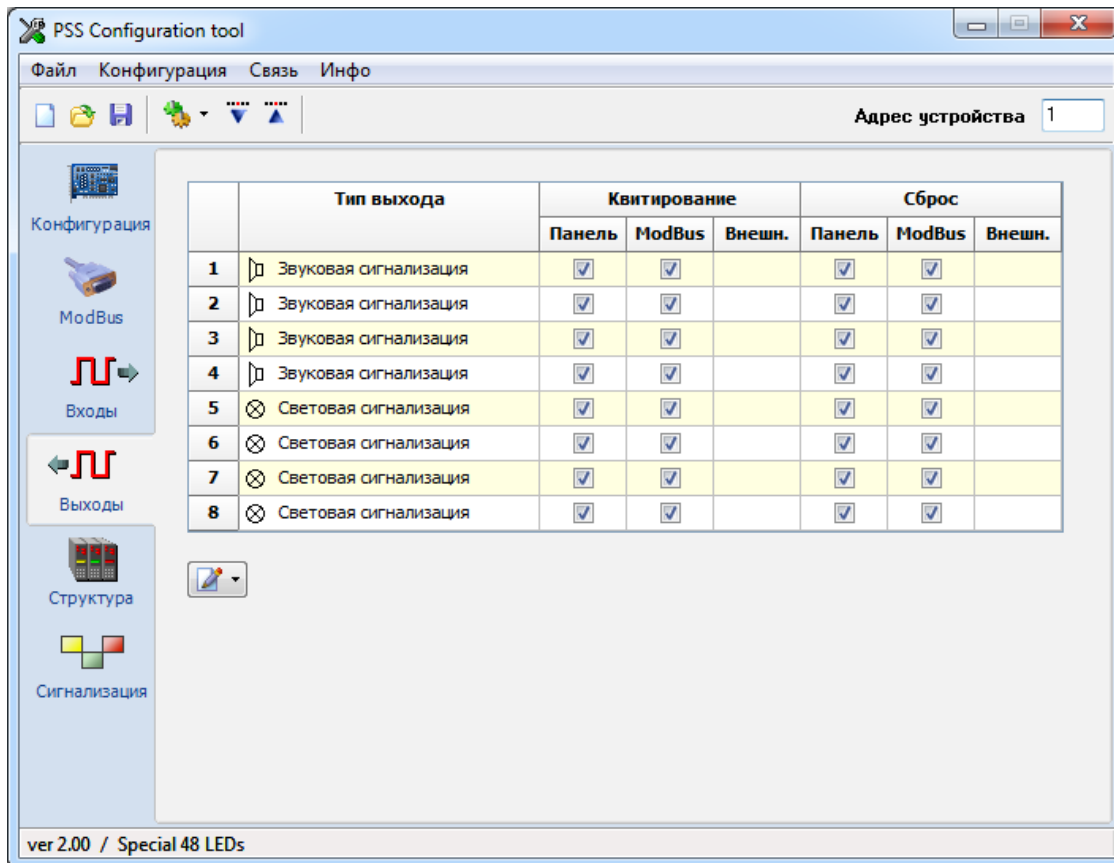 PSS Configuration tool
Файл Конфигурация Связь Инфо
Адрес устройства 1
Конфигурация
ModBus
Входы
Выходы
Структура
Сигнализация
Тип выхода Квитирование Сброс
Панель ModBus Внешн. Панель ModBus Внешн.
1 Звуковая сигнализация
2 Звуковая сигнализация
3 Звуковая сигнализация
4 Звуковая сигнализация
5 Световая сигнализация
6 Световая сигнализация
7 Световая сигнализация
8 Световая сигнализация
ver 2.00 / Special 48 LEDs